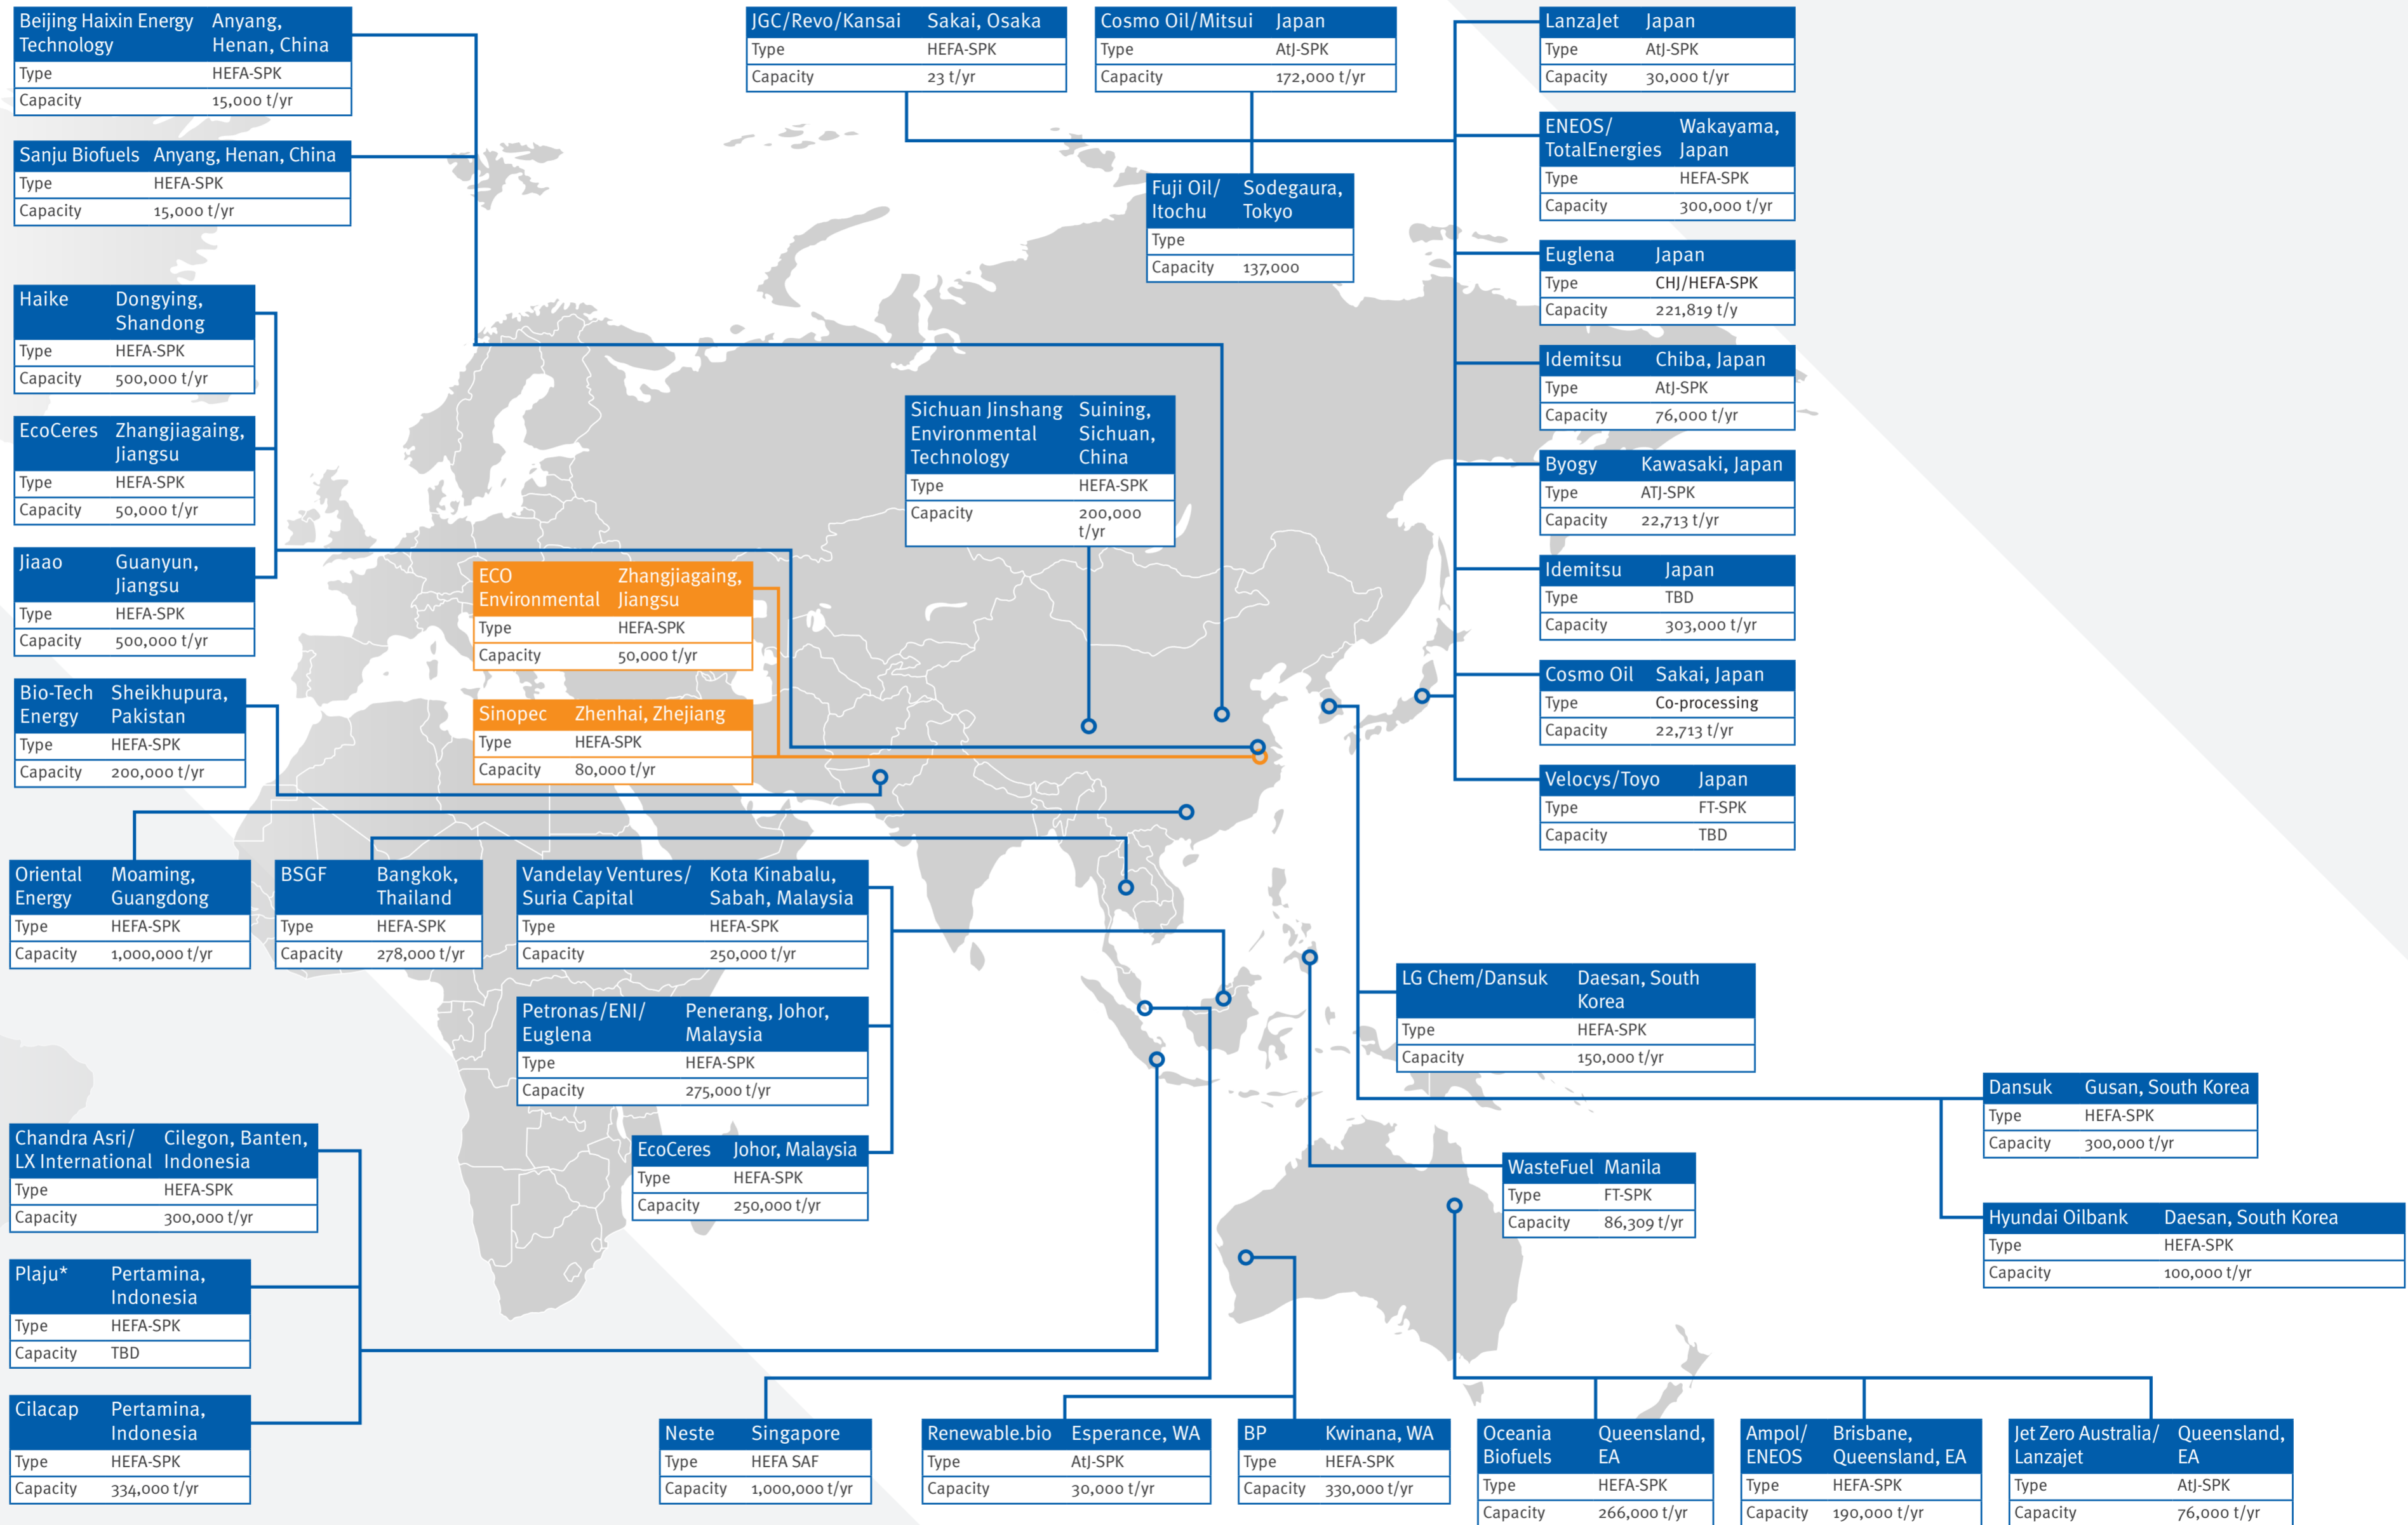 Beijing Haixin Energy Technology Anyang, Henan, China
Type HEFA-SPK
Capacity 15,000 t/yr
Sanju Biofuels Anyang, Henan, China
Type HEFA-SPK
Capacity 15,000 t/yr
Haike Dongying, Shandong
Type HEFA-SPK
Capacity 500,000 t/yr
EcoCeres Zhangjiagaing, Jiangsu
Type HEFA-SPK
Capacity 50,000 t/yr
Jiaao Guanyun, Jiangsu
Type HEFA-SPK
Capacity 500,000 t/yr
Bio-Tech Energy Sheikhupura, Pakistan
Type HEFA-SPK
Capacity 200,000 t/yr
JGC/Revo/Kansai Sakai, Osaka
Type HEFA-SPK
Capacity 23 t/yr
Cosmo Oil/Mitsui Japan
Type AtJ-SPK
Capacity 172,000 t/yr
Fuji Oil/ Itochu Sodegaura, Tokyo
Type
Capacity 137,000
Sichuan Jinshang Environmental Technology Suining, Sichuan, China
Type HEFA-SPK
Capacity 200,000 t/yr
ECO Environmental Zhangjiagaing, Jiangsu
Type HEFA-SPK
Capacity 50,000 t/yr
Sinopec Zhenhai, Zhejiang
Type HEFA-SPK
Capacity 80,000 t/yr
LanzaJet Japan
Type AtJ-SPK
Capacity 30,000 t/yr
ENEOS/ TotalEnergies Wakayama, Japan
Type HEFA-SPK
Capacity 300,000 t/yr
Euglena Japan
Type CHJ/HEFA-SPK
Capacity 221,819 t/y
Idemitsu Chiba, Japan
Type AtJ-SPK
Capacity 76,000 t/yr
Byogy Kawasaki, Japan
Type ATJ-SPK
Capacity 22,713 t/yr
Idemitsu Japan
Type TBD
Capacity 303,000 t/yr
Cosmo Oil Sakai, Japan
Type Co-processing
Capacity 22,713 t/yr
Velocys/Toyo Japan
Type FT-SPK
Capacity TBD
Oriental Energy Moaming, Guangdong
Type HEFA-SPK
Capacity 1,000,000 t/yr
BSGF Bangkok, Thailand
Type HEFA-SPK
Capacity 278,000 t/yr
Vandelay Ventures/ Suria Capital Kota Kinabalu, Sabah, Malaysia
Type HEFA-SPK
Capacity 250,000 t/yr
Petronas/ENI/ Euglena Penerang, Johor, Malaysia
Type HEFA-SPK
Capacity 275,000 t/yr
EcoCeres Johor, Malaysia
Type HEFA-SPK
Capacity 250,000 t/yr
LG Chem/Dansuk Daesan, South Korea
Type HEFA-SPK
Capacity 150,000 t/yr
Dansuk Gusan, South Korea
Type HEFA-SPK
Capacity 300,000 t/yr
Hyundai Oilbank Daesan, South Korea
Type HEFA-SPK
Capacity 100,000 t/yr
WasteFuel Manila
Type FT-SPK
Capacity 86,309 t/yr
Chandra Asri/ LX International Cilegon, Banten, Indonesia
Type HEFA-SPK
Capacity 300,000 t/yr
Plaju* Pertamina, Indonesia
Type HEFA-SPK
Capacity TBD
Cilacap Pertamina, Indonesia
Type HEFA-SPK
Capacity 334,000 t/yr
Neste Singapore
Type HEFA SAF
Capacity 1,000,000 t/yr
Renewable.bio Esperance, WA
Type AtJ-SPK
Capacity 30,000 t/yr
BP Kwinana, WA
Type HEFA-SPK
Capacity 330,000 t/yr
Oceania Biofuels Queensland, EA
Type HEFA-SPK
Capacity 266,000 t/yr
Ampol/ ENEOS Brisbane, Queensland, EA
Type HEFA-SPK
Capacity 190,000 t/yr
Jet Zero Australia/ Lanzajet Queensland, EA
Type AtJ-SPK
Capacity 76,000 t/yr